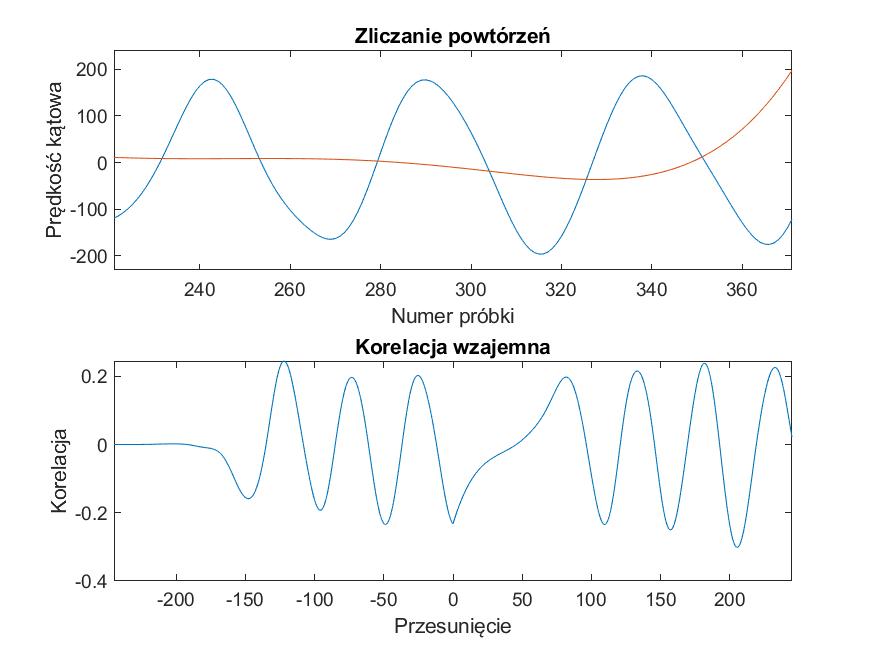 Zliczanie powtórzeń
200
100
0
-100
-200
Prędkość kątowa
240 260 280 300 320 340 360
Numer próbki
Korelacja wzajemna
0.2
0
-0.2
-0.4
Korelacja
-200 -150 -100 -50 0 50 100 150 200
Przesunięcie